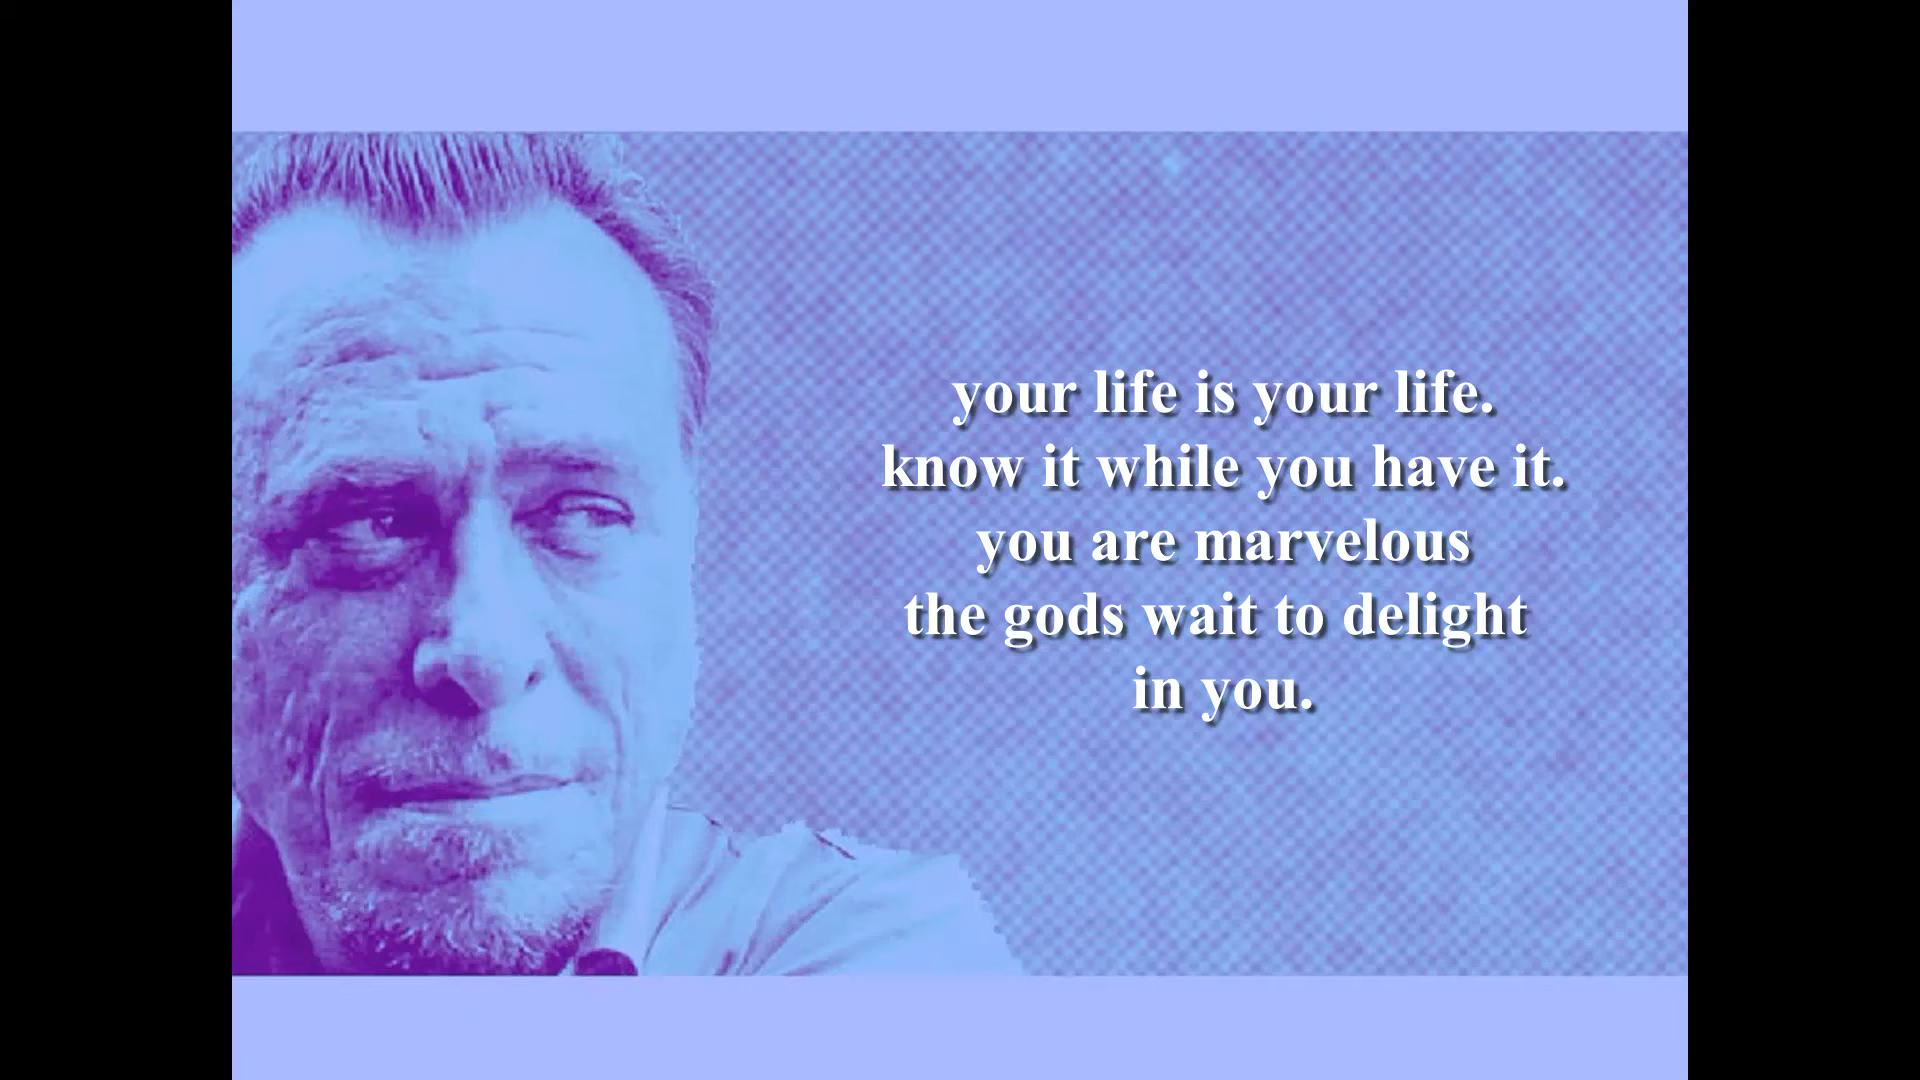 your life is your life.
know it while you have it.
you are marvelous
the gods wait to delight
in you.